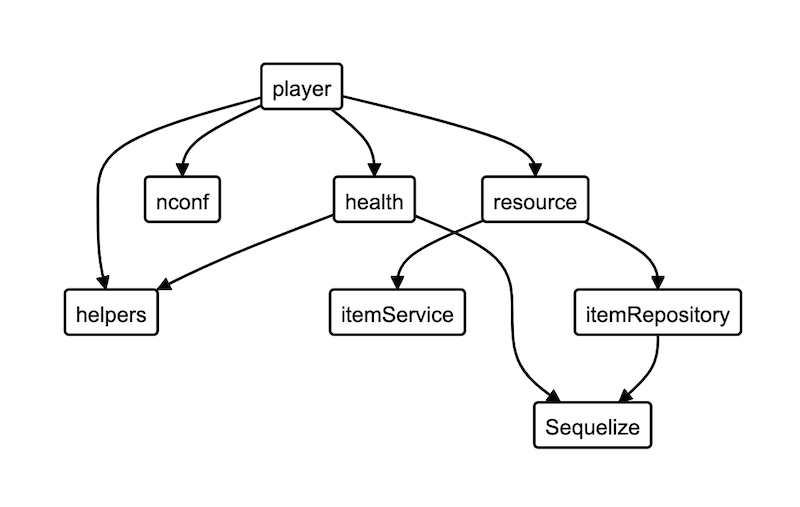 player
nconf
health
resource
helpers
itemService
itemRepository
Sequelize